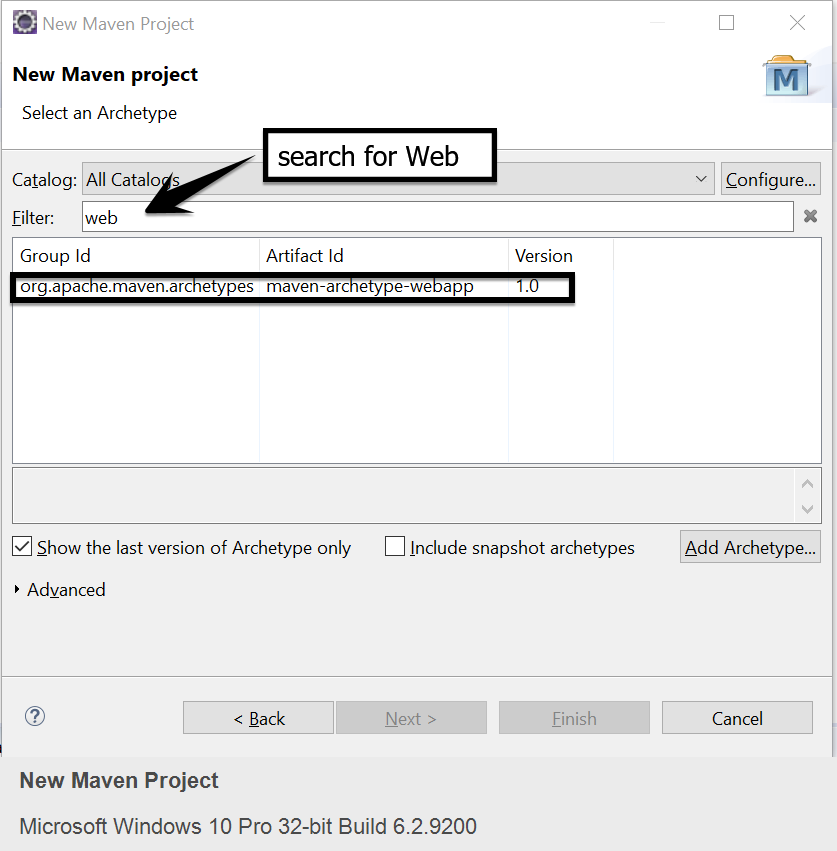 New Maven Project
New Maven project
Select an Archetype
search for Web
Catalog: All Catalogs Configure...
Filter: web
Group Id Artifact Id Version
org.apache.maven.archetypes maven-archetype-webapp 1.0
Show the last version of Archetype only Include snapshot archetypes Add Archetype...
Advanced
? < Back Next > Finish Cancel
New Maven Project
Microsoft Windows 10 Pro 32-bit Build 6.2.9200